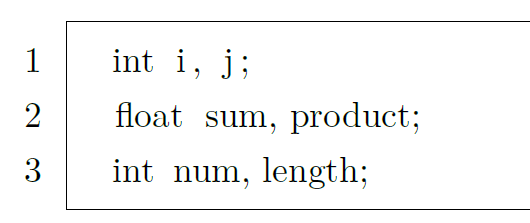 1 int i, j;
2 float sum, product;
3 int num, length;